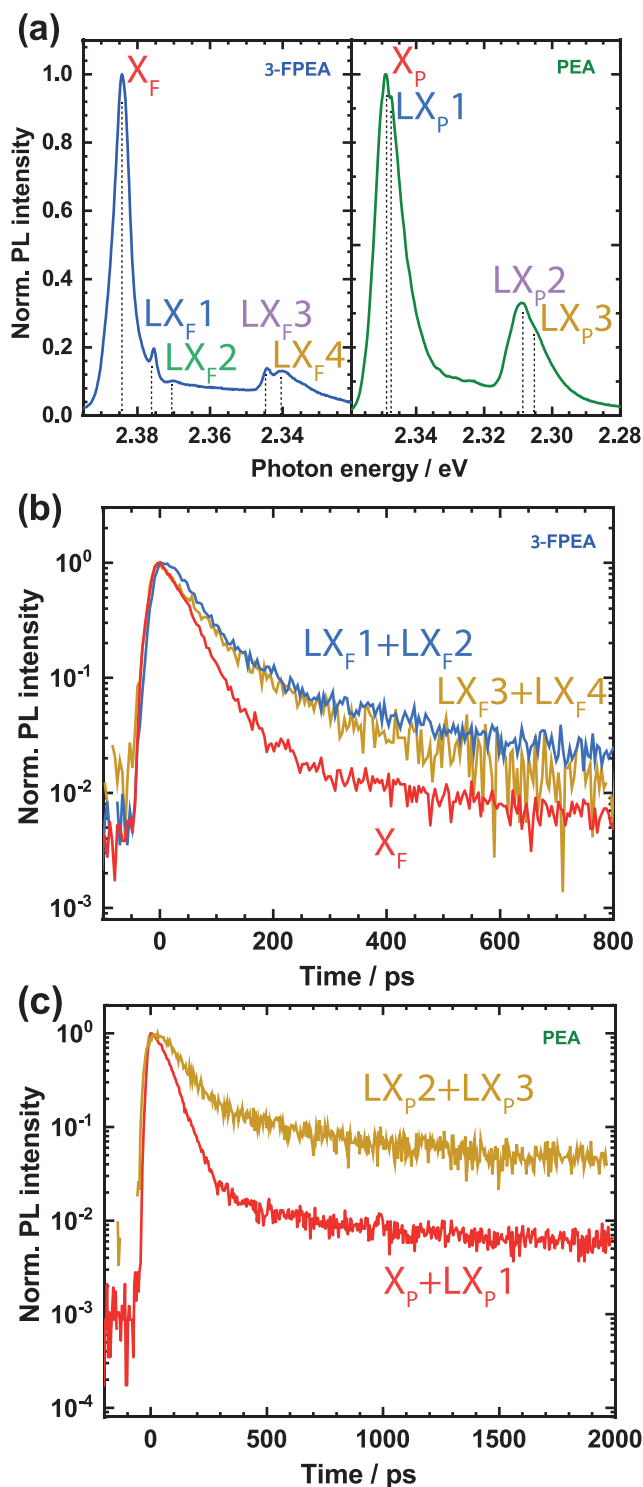 (a)
X_F 3-FPEA X_P PEA
LX_P1
LX_F1 LX_F3 LX_P2
LX_F2 LX_F4 LX_P3
Norm. PL intensity
1.0
0.8
0.6
0.4
0.2
0.0
2.38 2.36 2.34 2.34 2.32 2.30 2.28
Photon energy / eV
(b)
3-FPEA
LX_F1+LX_F2
LX_F3+LX_F4
X_F
Norm. PL intensity
10^0
10^-1
10^-2
10^-3
0 200 400 600 800
Time / ps
(c)
PEA
LX_P2+LX_P3
X_P+LX_P1
Norm. PL intensity
10^0
10^-1
10^-2
10^-3
10^-4
0 500 1000 1500 2000
Time / ps